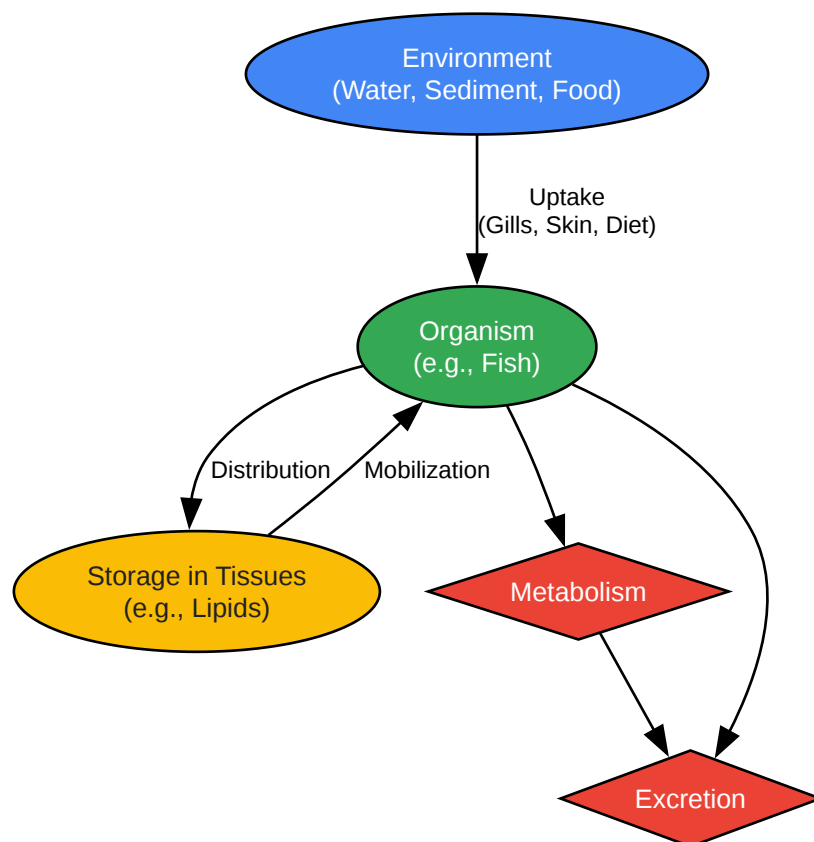 Environment
(Water, Sediment, Food)
Uptake
(Gills, Skin, Diet)
Organism
(e.g., Fish)
Distribution
Mobilization
Storage in Tissues
(e.g., Lipids)
Metabolism
Excretion